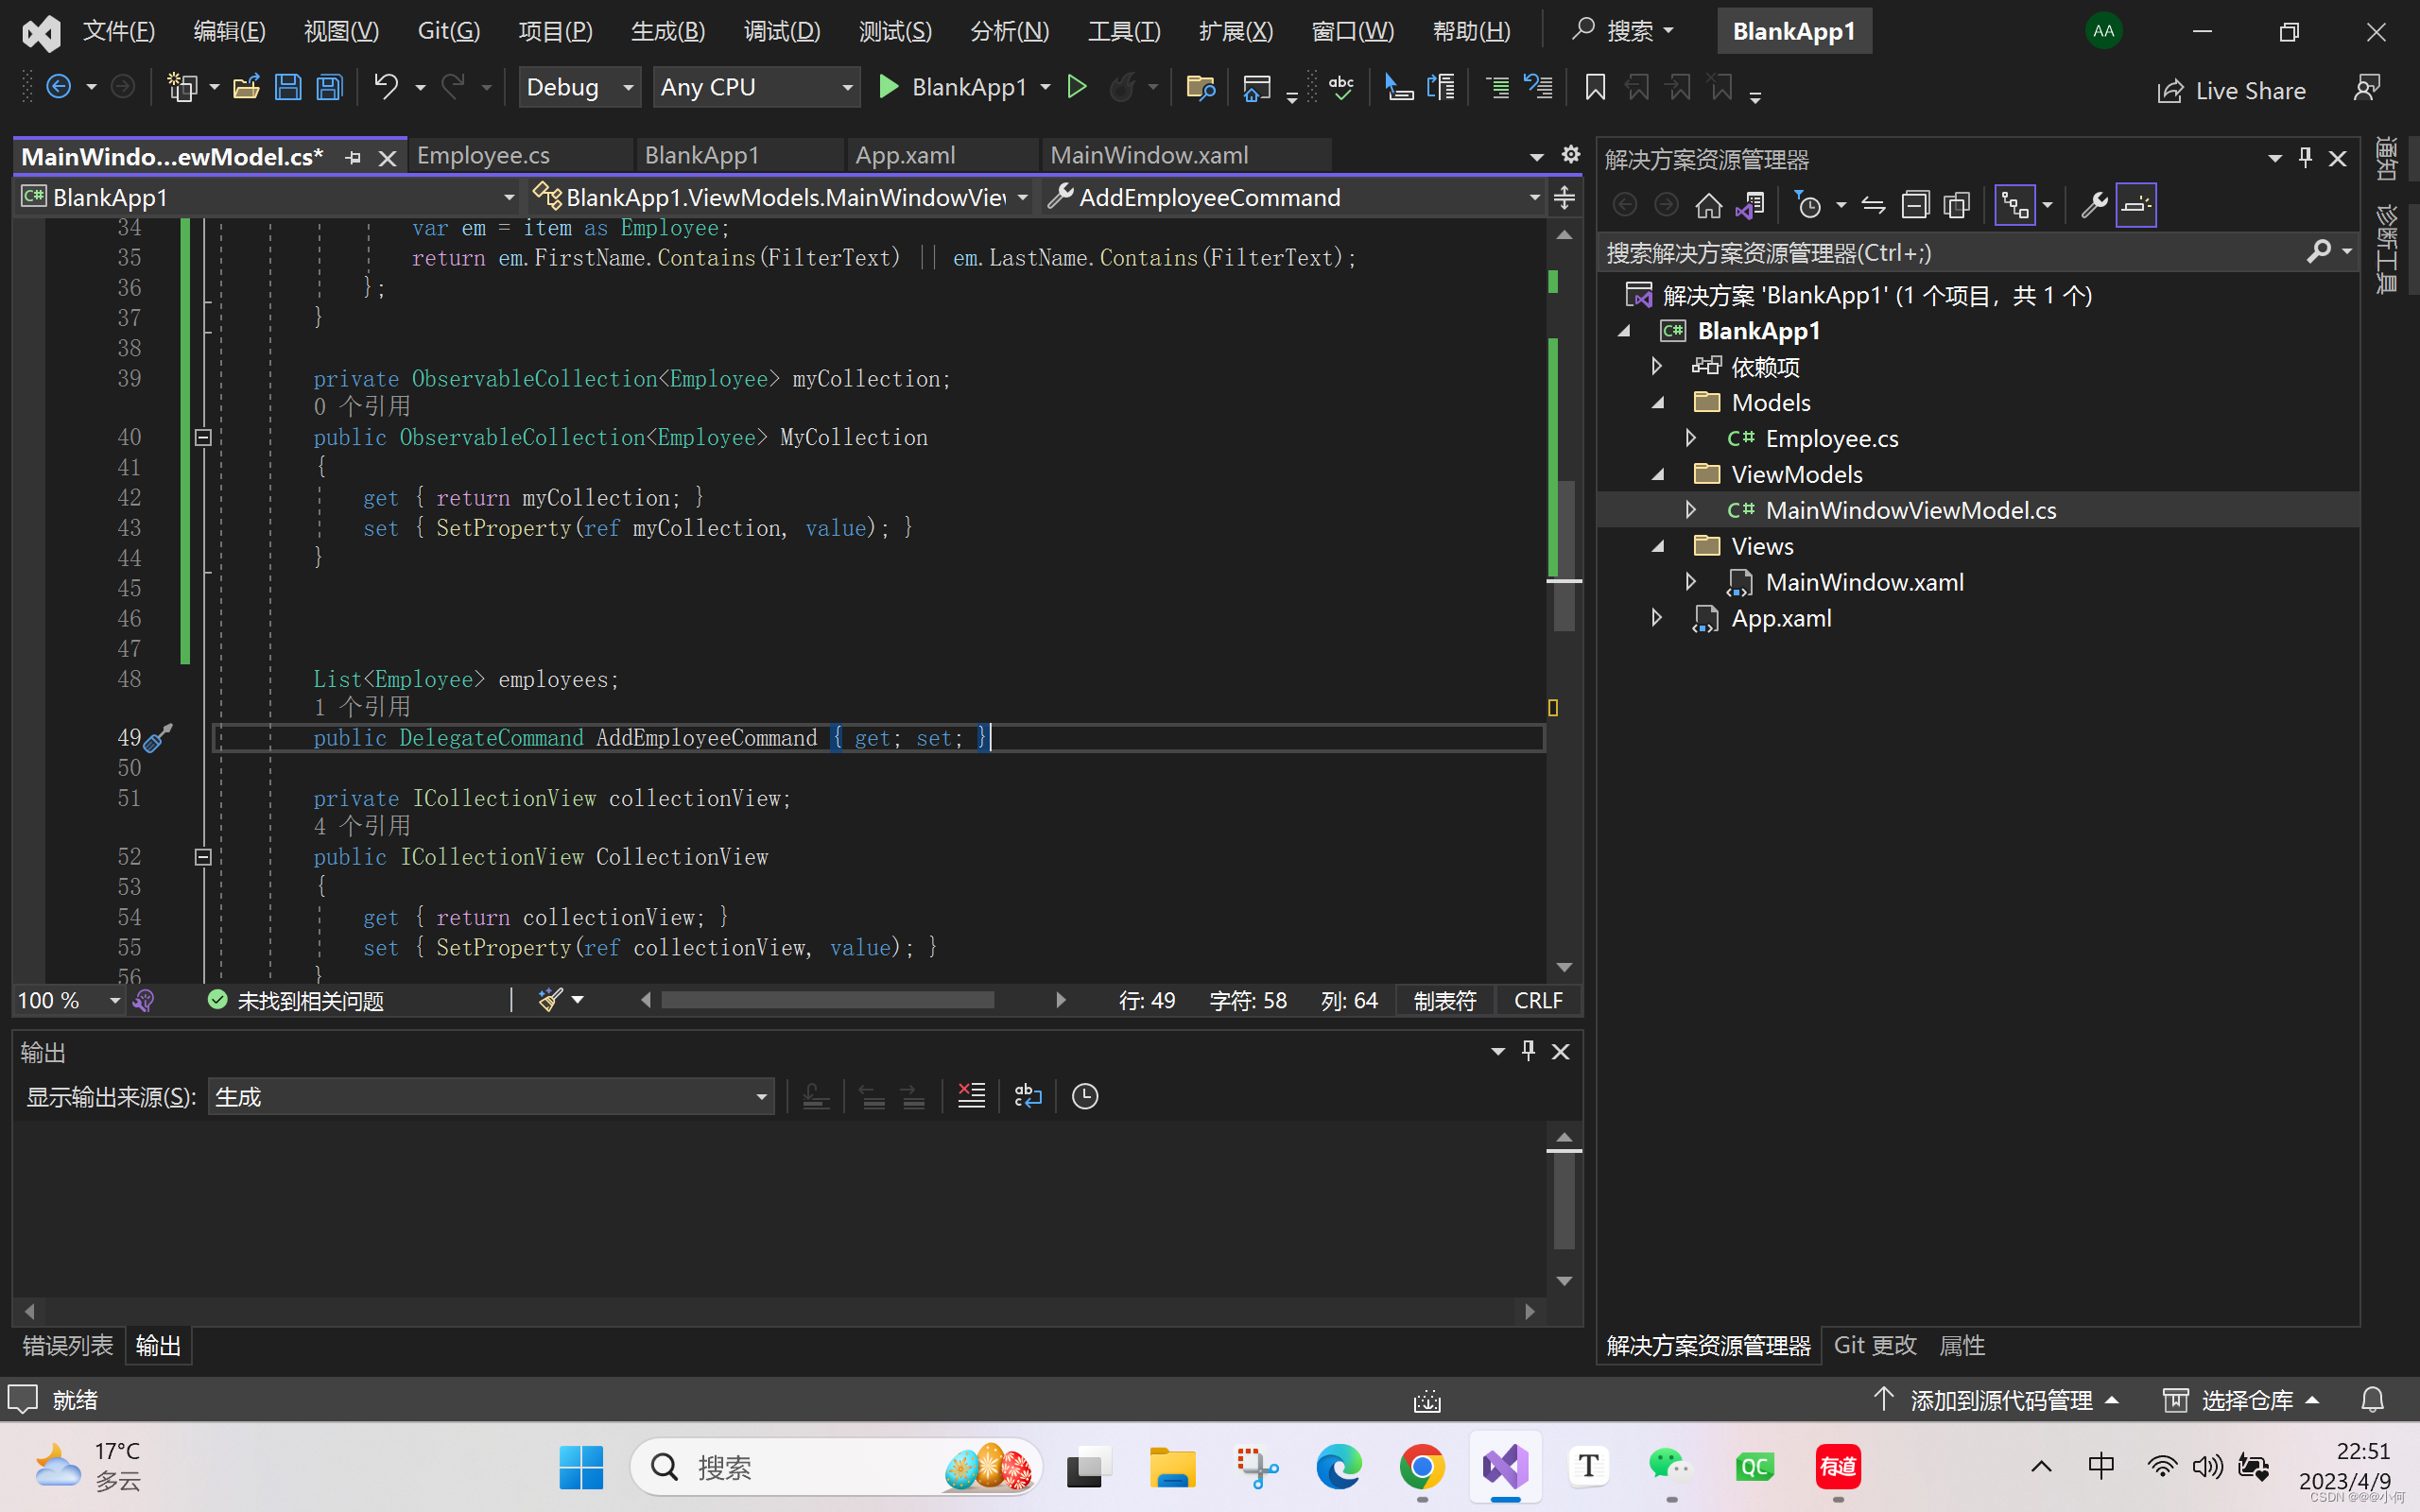 文件(F) 编辑(E) 视图(V) Git(G) 项目(P) 生成(B) 调试(D) 测试(S) 分析(N) 工具(T) 扩展(X) 窗口(W) 帮助(H) 搜索 BlankApp1 AA
Debug Any CPU BlankApp1 abc Live Share
MainWindo...ewModel.cs* Employee.cs BlankApp1 App.xaml MainWindow.xaml
C# BlankApp1 BlankApp1.ViewModels.MainWindowViev AddEmployeeCommand
34 var em = item as Employee;
35 return em.FirstName.Contains(FilterText) || em.LastName.Contains(FilterText);
36 };
37 }
38
39 private ObservableCollection<Employee> myCollection;
0 个引用
40 public ObservableCollection<Employee> MyCollection
41 {
42 get { return myCollection; }
43 set { SetProperty(ref myCollection, value); }
44 }
45
46
47
48 List<Employee> employees;
1 个引用
49 public DelegateCommand AddEmployeeCommand { get; set; }
50
51 private ICollectionView collectionView;
4 个引用
52 public ICollectionView CollectionView
53 {
54 get { return collectionView; }
55 set { SetProperty(ref collectionView, value); }
56 }
100 % 未找到相关问题 行: 49 字符: 58 列: 64 制表符 CRLF
输出
显示输出来源(S): 生成
错误列表 输出
解决方案资源管理器
搜索解决方案资源管理器(Ctrl+;)
解决方案 'BlankApp1' (1 个项目，共 1 个)
C# BlankApp1
依赖项
Models
C# Employee.cs
ViewModels
C# MainWindowViewModel.cs
Views
MainWindow.xaml
App.xaml
解决方案资源管理器 Git 更改 属性
通知
诊断工具
就绪 添加到源代码管理 选择仓库
17°C
多云
搜索
T
QC
有道
中
22:51
2023/4/9
CSDN @@@小何